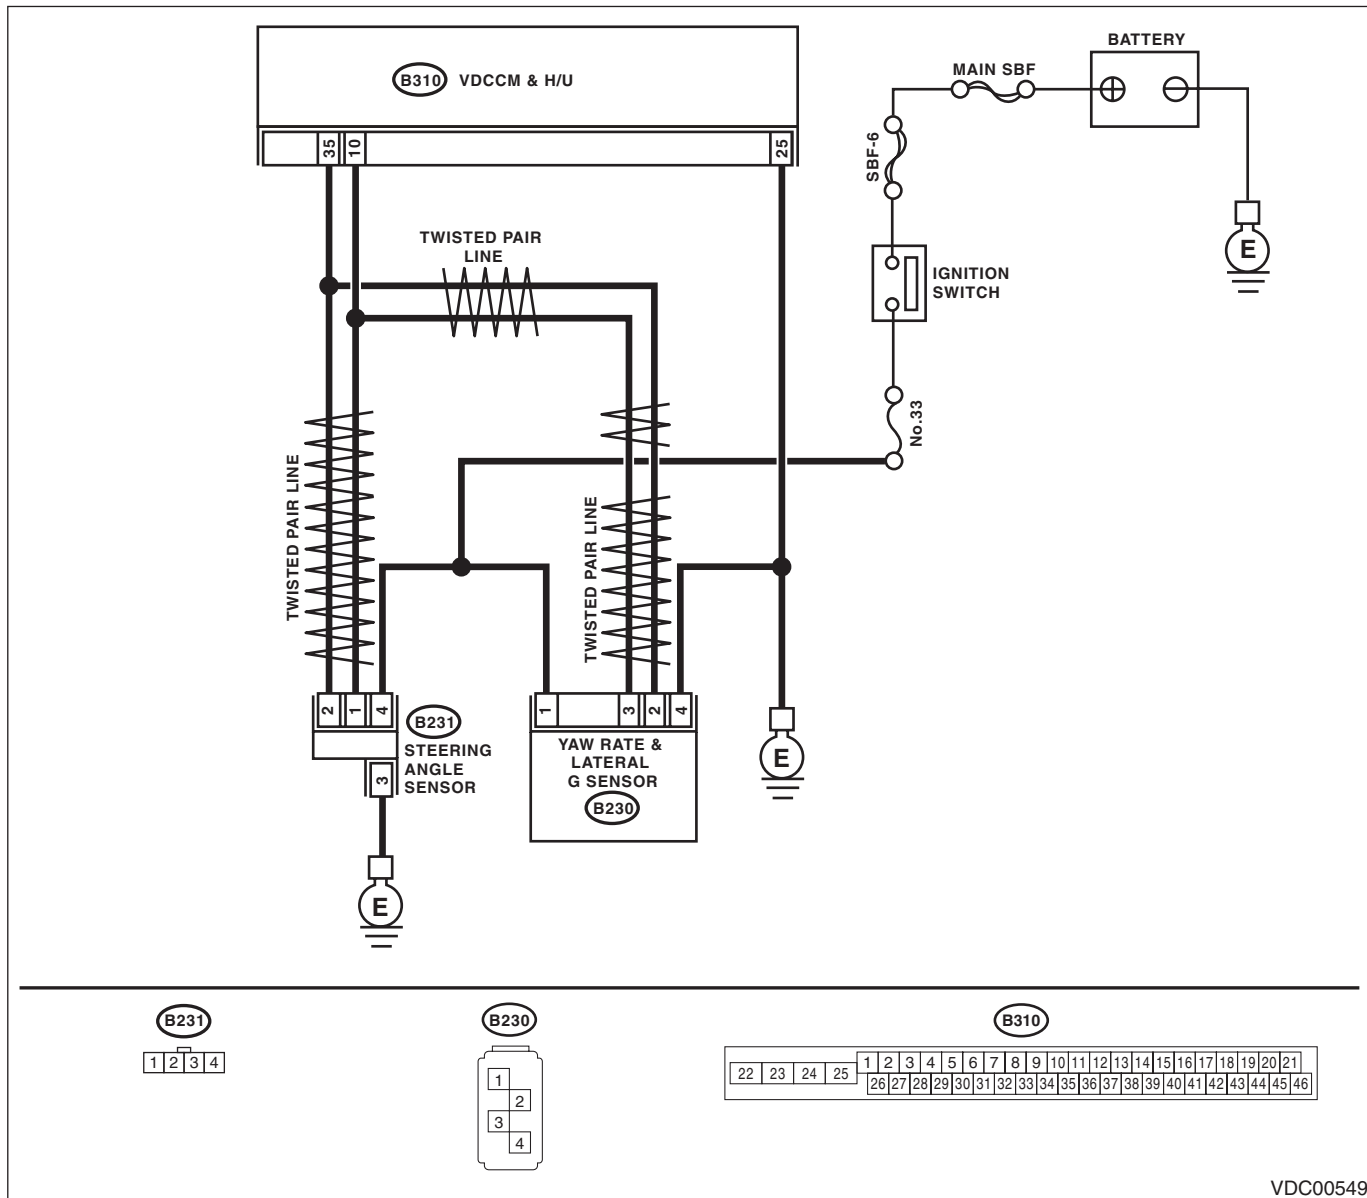 BATTERY
MAIN SBF
B310 VDCCM & H/U
35 10 25
SBF-6
TWISTED PAIR
LINE
E
IGNITION
SWITCH
No.33
TWISTED PAIR LINE
TWISTED PAIR LINE
2 1 4
1 3 2 4
B231
STEERING
ANGLE
SENSOR
3
YAW RATE &
LATERAL
G SENSOR
B230
E
E
B231
1 2 3 4
B230
1
2
3
4
B310
22 23 24 25
1 2 3 4 5 6 7 8 9 10 11 12 13 14 15 16 17 18 19 20 21
26 27 28 29 30 31 32 33 34 35 36 37 38 39 40 41 42 43 44 45 46
VDC00549